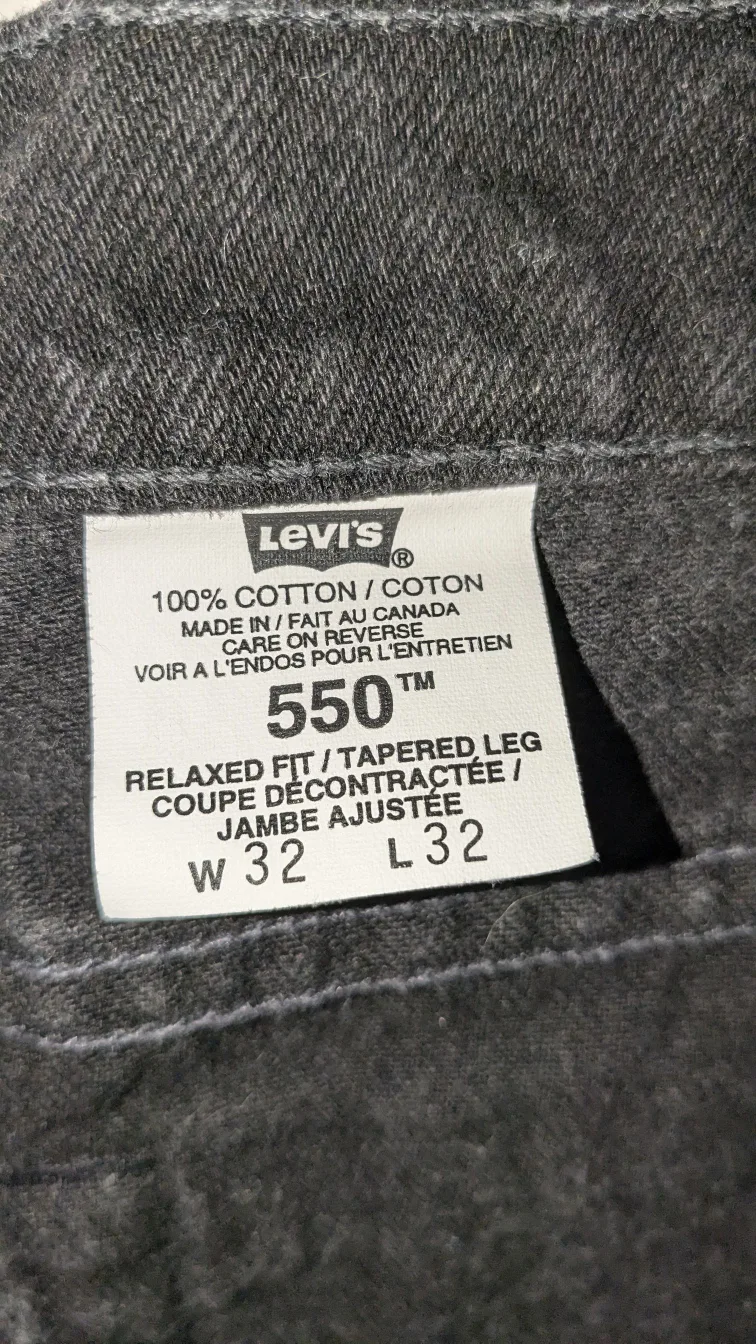 Levi's ®
100% COTTON / COTON
MADE IN / FAIT AU CANADA
CARE ON REVERSE
VOIR A L'ENDOS POUR L'ENTRETIEN
550™
RELAXED FIT / TAPERED LEG
COUPE DÉCONTRACTÉE /
JAMBE AJUSTÉE
W 32 L 32